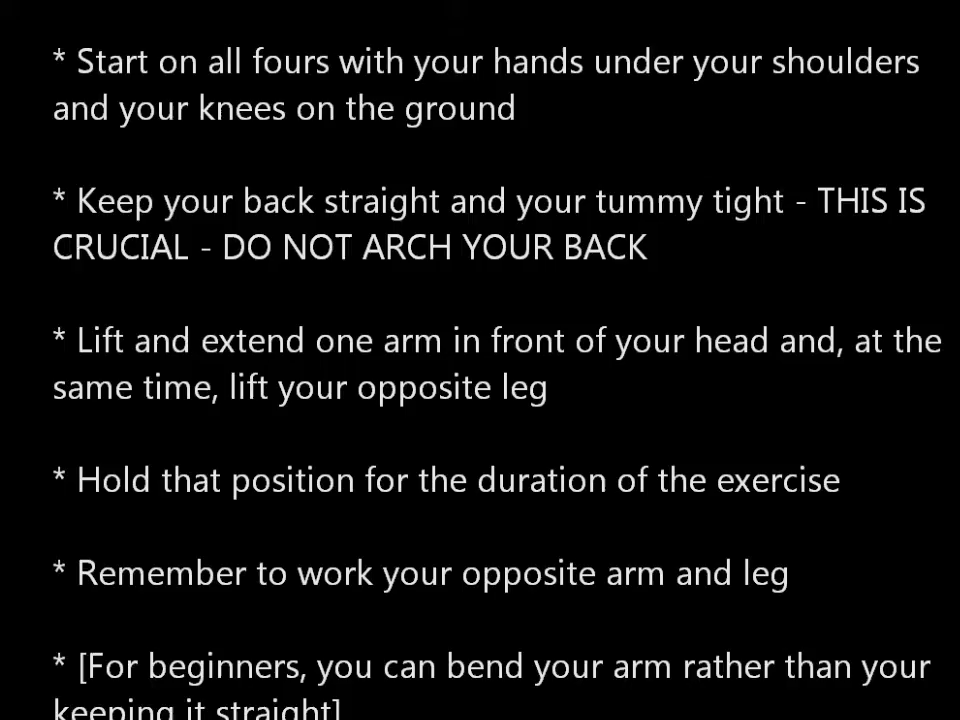 * Start on all fours with your hands under your shoulders
and your knees on the ground
* Keep your back straight and your tummy tight - THIS IS
CRUCIAL - DO NOT ARCH YOUR BACK
* Lift and extend one arm in front of your head and, at the
same time, lift your opposite leg
* Hold that position for the duration of the exercise
* Remember to work your opposite arm and leg
* [For beginners, you can bend your arm rather than your
keeping it straight]